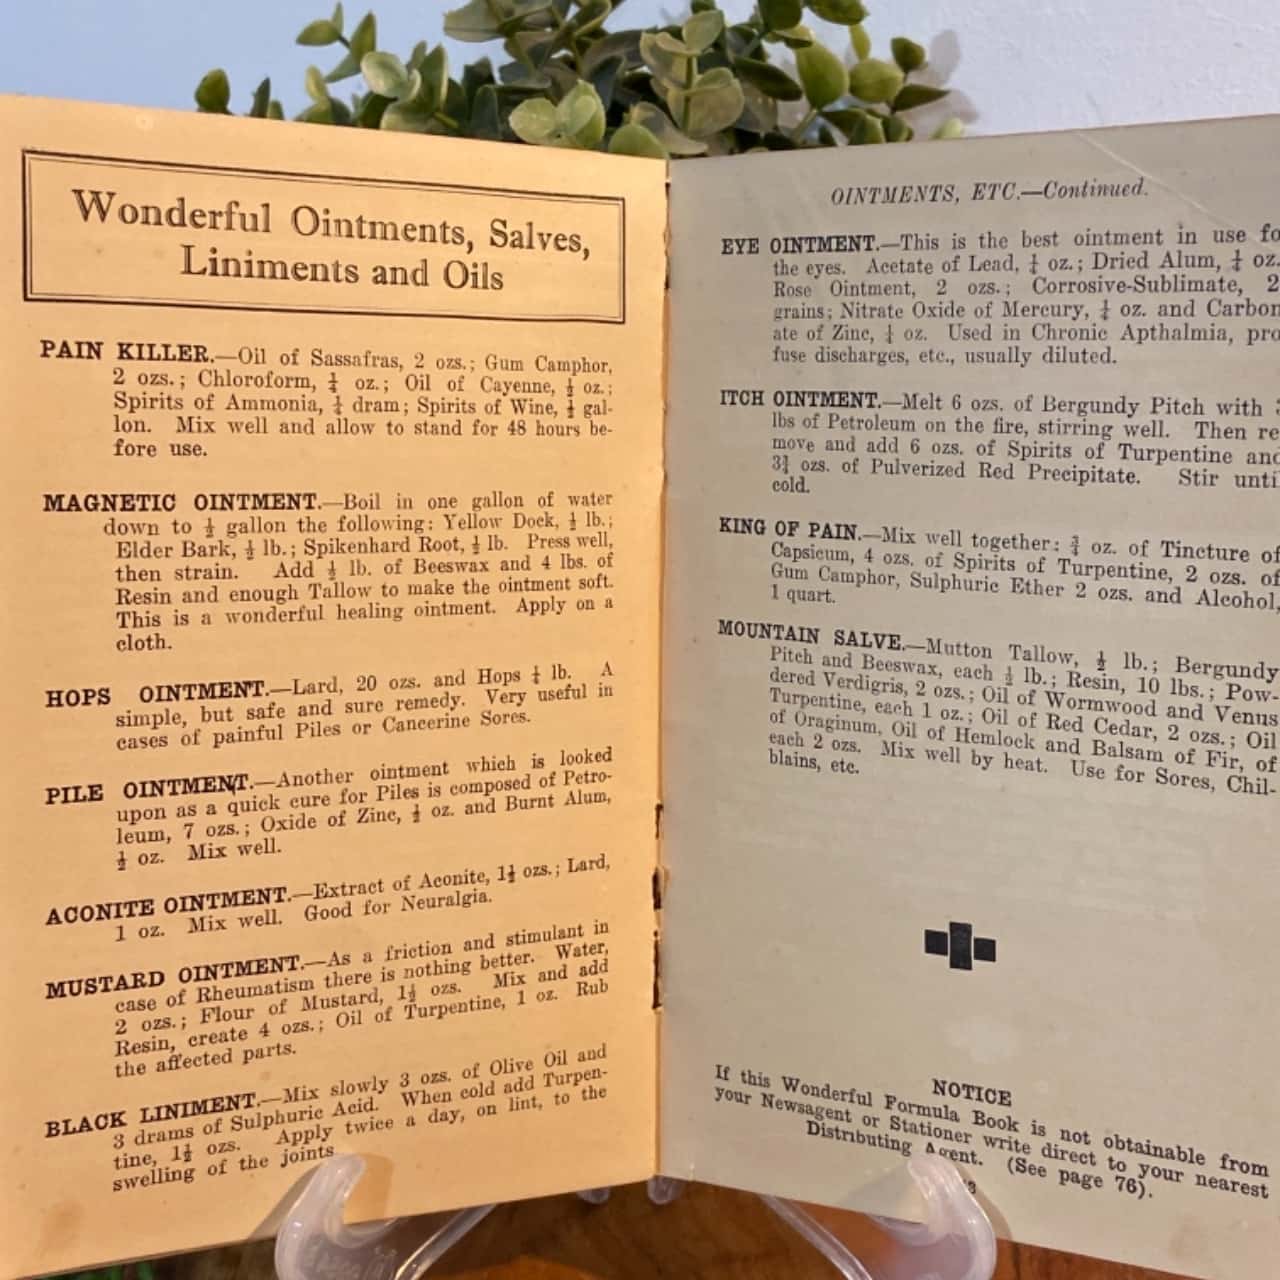 Wonderful Ointments, Salves,
Liniments and Oils
PAIN KILLER.—Oil of Sassafras, 2 ozs.; Gum Camphor,
2 ozs.; Chloroform, ¼ oz.; Oil of Cayenne, ½ oz.;
Spirits of Ammonia, ¼ dram; Spirits of Wine, ½ gal-
lon. Mix well and allow to stand for 48 hours be-
fore use.
MAGNETIC OINTMENT.—Boil in one gallon of water
down to ½ gallon the following: Yellow Dock, ½ lb.;
Elder Bark, ½ lb.; Spikenhard Root, ½ lb. Press well,
then strain. Add ½ lb. of Beeswax and 4 lbs. of
Resin and enough Tallow to make the ointment soft.
This is a wonderful healing ointment. Apply on a
cloth.
HOPS OINTMENT.—Lard, 20 ozs. and Hops ¼ lb. A
simple, but safe and sure remedy. Very useful in
cases of painful Piles or Cancerine Sores.
PILE OINTMENT.—Another ointment which is looked
upon as a quick cure for Piles is composed of Petro-
leum, 7 ozs.; Oxide of Zinc, ½ oz. and Burnt Alum,
½ oz. Mix well.
ACONITE OINTMENT.—Extract of Aconite, 1½ ozs.; Lard,
1 oz. Mix well. Good for Neuralgia.
MUSTARD OINTMENT.—As a friction and stimulant in
case of Rheumatism there is nothing better. Water,
2 ozs.; Flour of Mustard, 1½ ozs. Mix and add
Resin, create 4 ozs.; Oil of Turpentine, 1 oz. Rub
the affected parts.
BLACK LINIMENT.—Mix slowly 3 ozs. of Olive Oil and
3 drams of Sulphuric Acid. When cold add Turpen-
tine, 1½ ozs. Apply twice a day, on lint, to the
swelling of the joints
OINTMENTS, ETC.—Continued.
EYE OINTMENT.—This is the best ointment in use fo
the eyes. Acetate of Lead, ¼ oz.; Dried Alum, ¼ oz.
Rose Ointment, 2 ozs.; Corrosive-Sublimate, 2
grains; Nitrate Oxide of Mercury, ¼ oz. and Carbon
ate of Zinc, ¼ oz. Used in Chronic Apthalmia, pro
fuse discharges, etc., usually diluted.
ITCH OINTMENT.—Melt 6 ozs. of Bergundy Pitch with
lbs of Petroleum on the fire, stirring well. Then re
move and add 6 ozs. of Spirits of Turpentine and
3¾ ozs. of Pulverized Red Precipitate. Stir until
cold.
KING OF PAIN.—Mix well together: ¾ oz. of Tincture of
Capsicum, 4 ozs. of Spirits of Turpentine, 2 ozs. of
Gum Camphor, Sulphuric Ether 2 ozs. and Alcohol,
1 quart.
MOUNTAIN SALVE.—Mutton Tallow, ½ lb.; Bergundy
Pitch and Beeswax, each ½ lb.; Resin, 10 lbs.; Pow-
dered Verdigris, 2 ozs.; Oil of Wormwood and Venus
Turpentine, each 1 oz.; Oil of Red Cedar, 2 ozs.; Oil
of Oraginum, Oil of Hemlock and Balsam of Fir, of
each 2 ozs. Mix well by heat. Use for Sores, Chil-
blains, etc.
NOTICE
If this Wonderful Formula Book is not obtainable from
your Newsagent or Stationer write direct to your nearest
Distributing Agent. (See page 76).